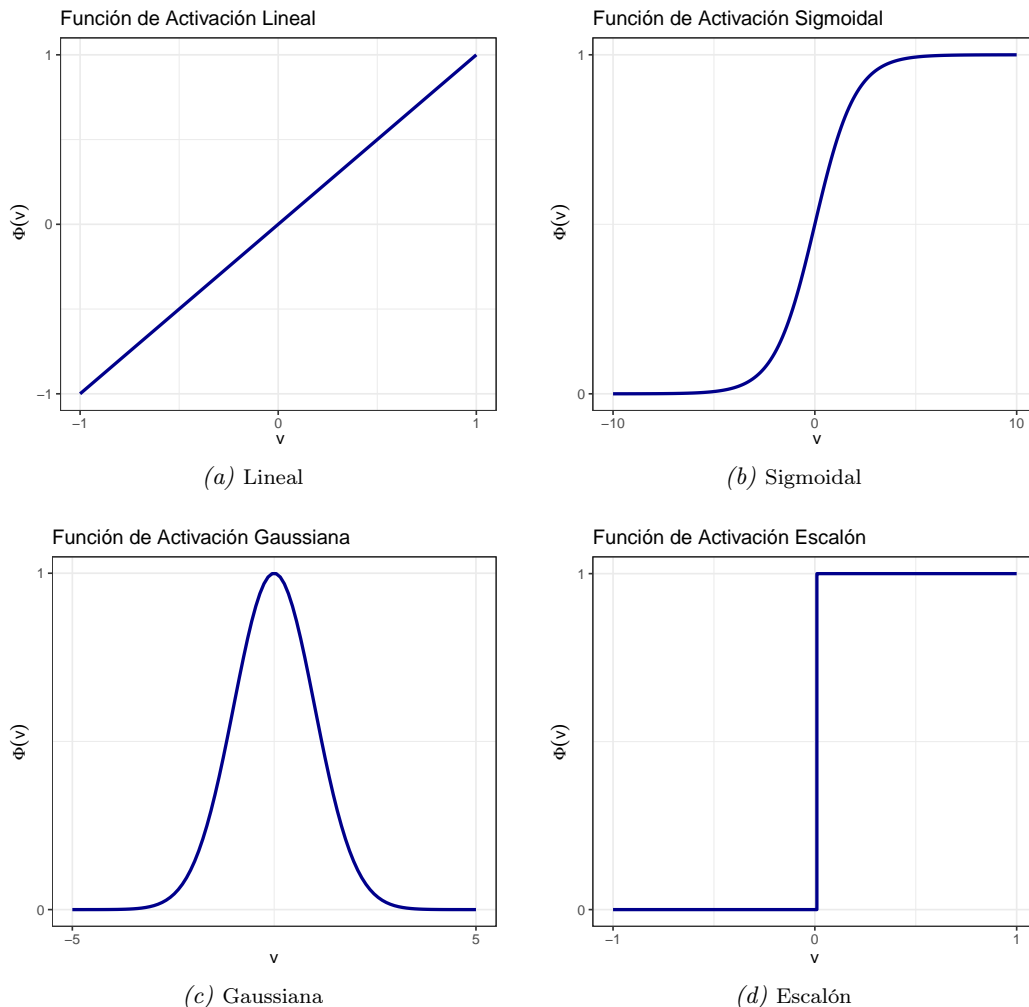 Función de Activación Lineal
1
0
−1
Φ(v)
−1
0
1
v
(a) Lineal
Función de Activación Sigmoidal
1
0
Φ(v)
−10
0
10
v
(b) Sigmoidal
Función de Activación Gaussiana
1
0
Φ(v)
−5
5
v
(c) Gaussiana
Función de Activación Escalón
1
0
Φ(v)
−1
0
1
v
(d) Escalón